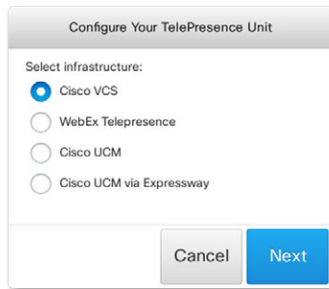 Configure Your TelePresence Unit
Select infrastructure:
Cisco VCS
WebEx Telepresence
Cisco UCM
Cisco UCM via Expressway
Cancel Next